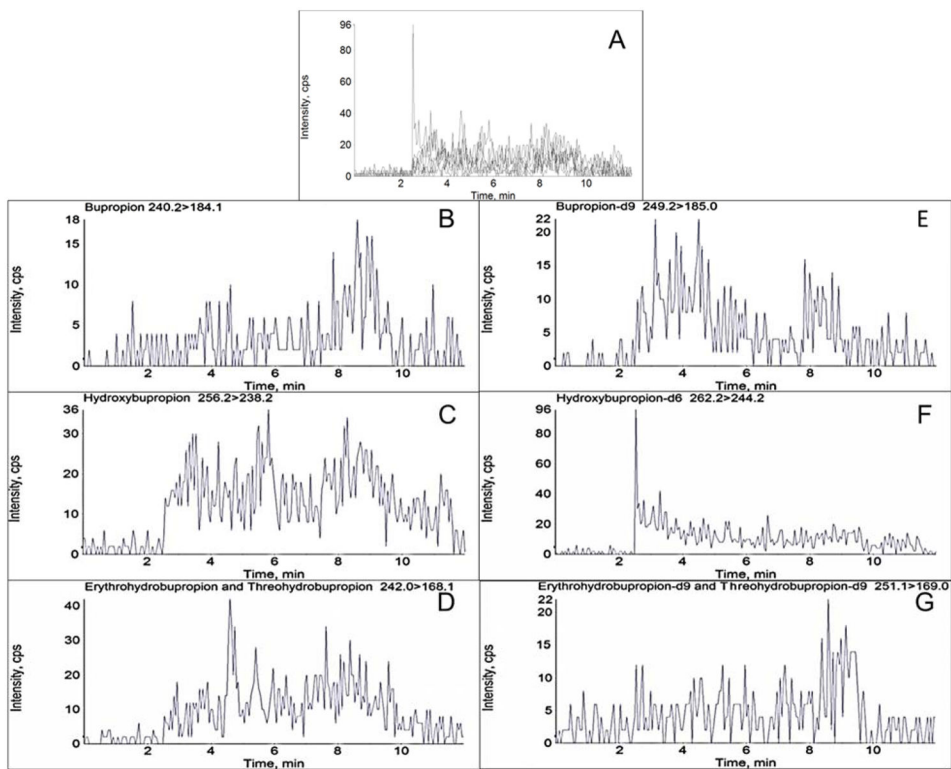 96
80
60
40
20
0
Intensity, cps
2 4 6 8 10
Time, min
A
Bupropion 240.2>184.1
B
18
15
10
5
0
Intensity, cps
2 4 6 8 10
Time, min
Bupropion-d9 249.2>185.0
E
22
20
15
10
5
0
Intensity, cps
2 4 6 8 10
Time, min
Hydroxybupropion 256.2>238.2
C
36
30
20
10
0
Intensity, cps
2 4 6 8 10
Time, min
Hydroxybupropion-d6 262.2>244.2
F
96
80
60
40
20
0
Intensity, cps
2 4 6 8 10
Time, min
Erythrohydrobupropion and Threohydrobupropion 242.0>168.1
D
40
30
20
10
0
Intensity, cps
2 4 6 8 10
Time, min
Erythrohydrobupropion-d9 and Threohydrobupropion-d9 251.1>169.0
G
22
20
15
10
5
0
Intensity, cps
2 4 6 8 10
Time, min